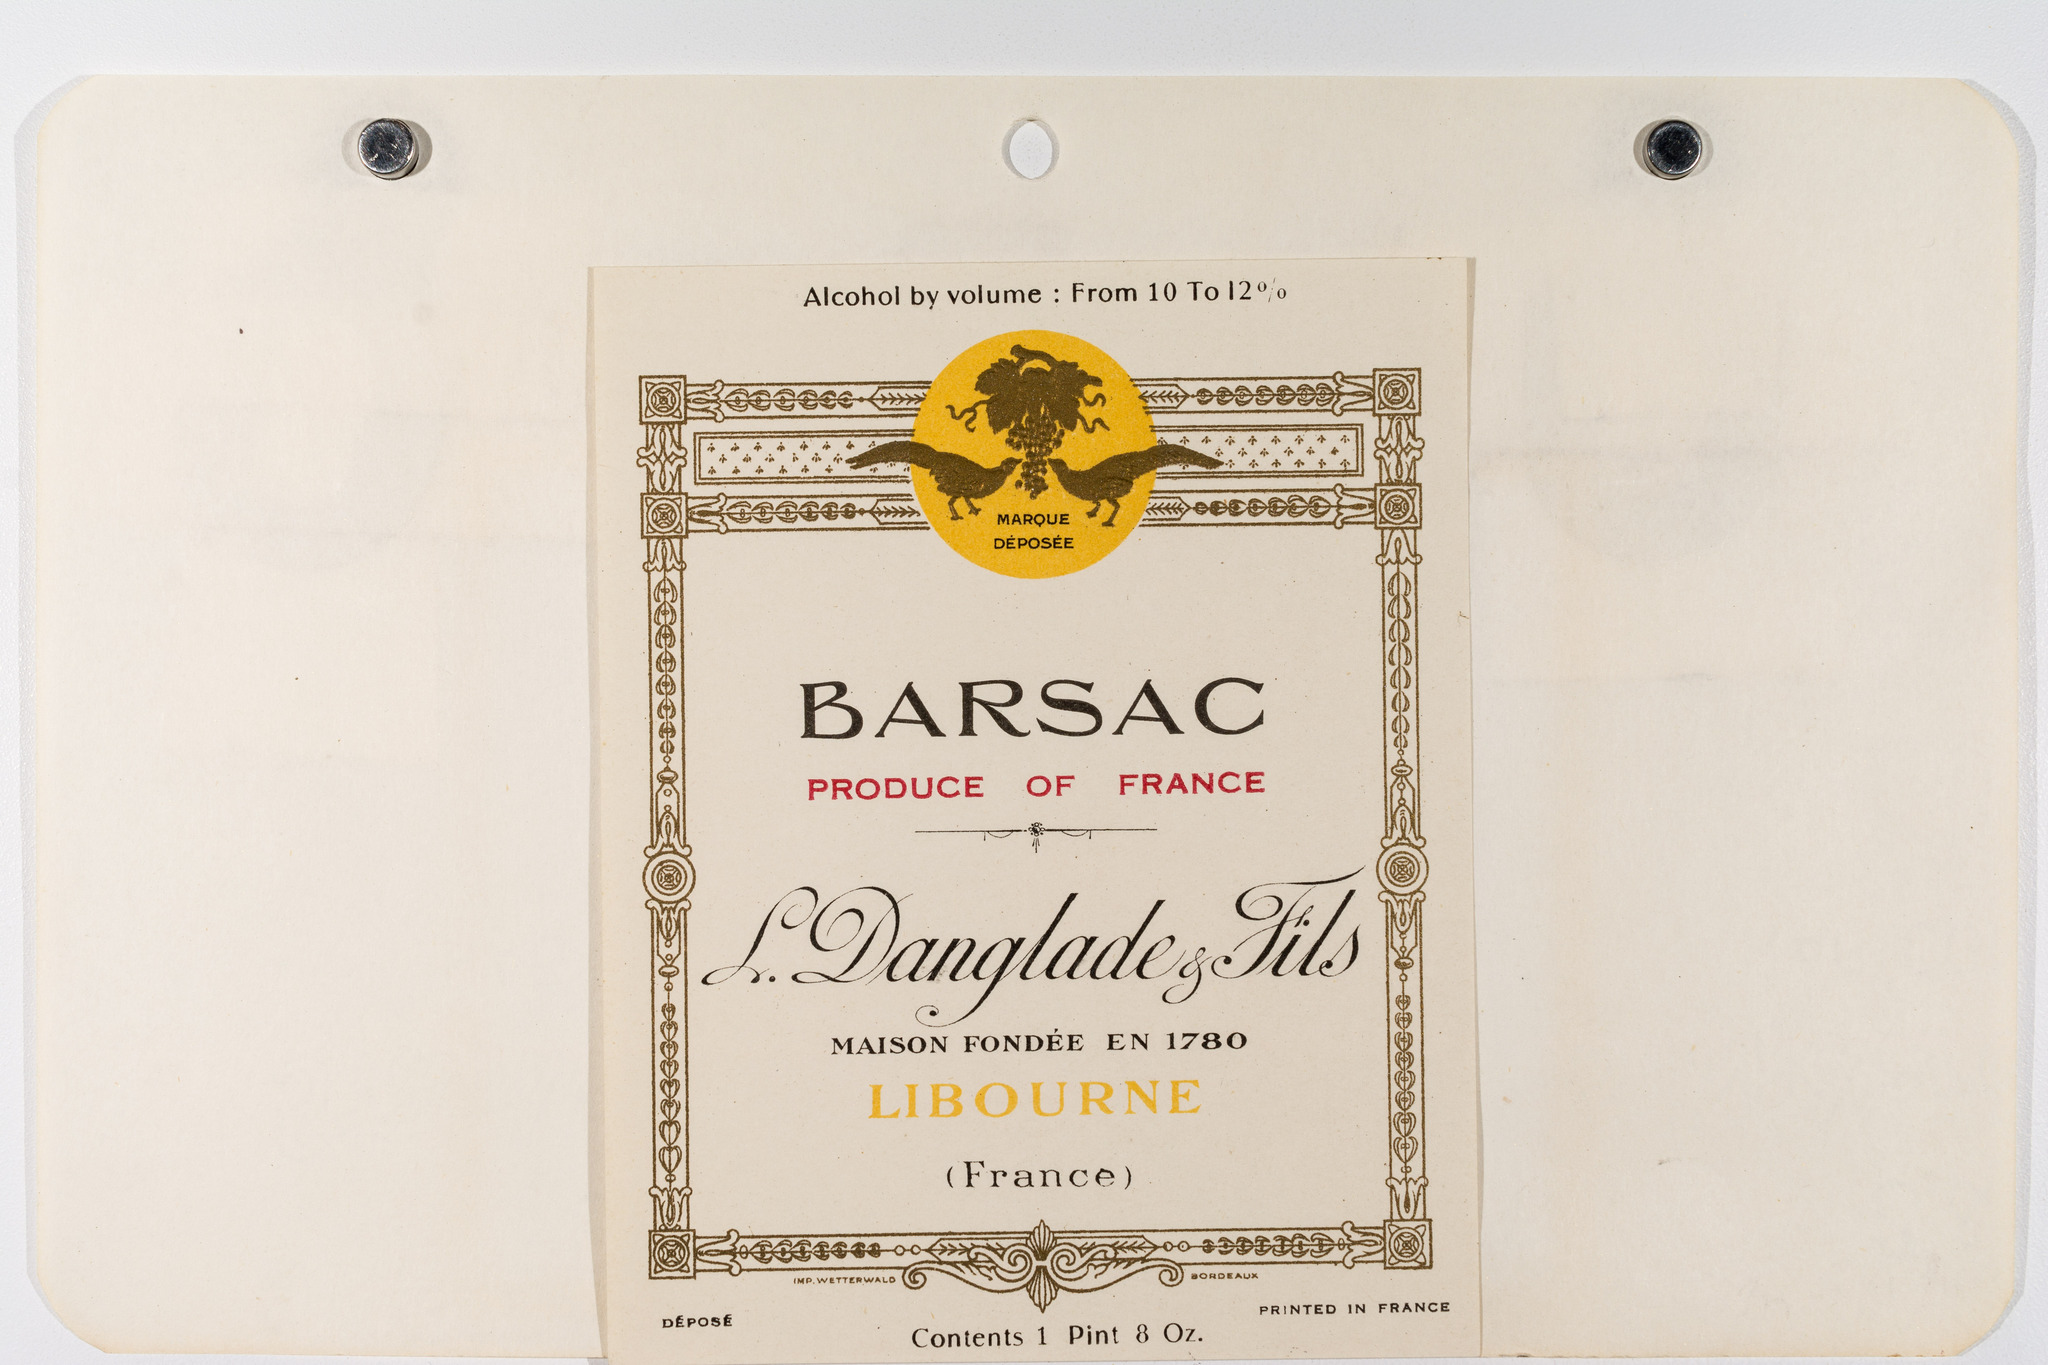 Alcohol by volume : From 10 To 12%
MARQUE
DÉPOSÉE
BARSAC
PRODUCE OF FRANCE
L. Danglade & Fils
MAISON FONDÉE EN 1780
LIBOURNE
(France)
IMP. WETTERWALD BORDEAUX
DÉPOSÉ PRINTED IN FRANCE
Contents 1 Pint 8 Oz.